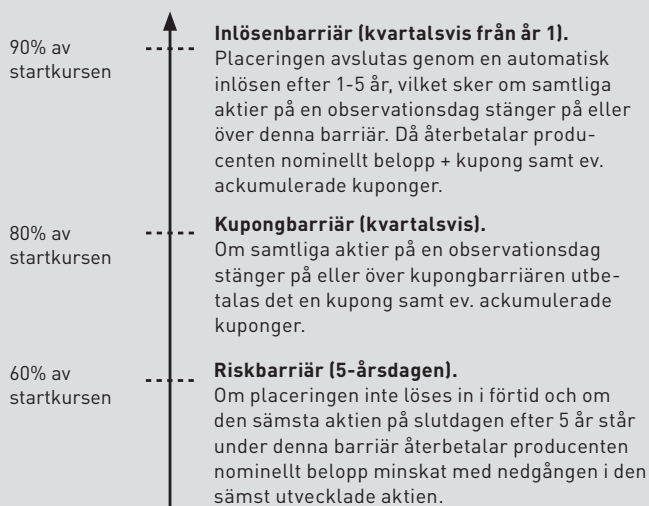 90% av
startkursen
Inlösenbarriär (kvartalsvis från år 1).
Placeringen avslutas genom en automatisk
inlösen efter 1-5 år, vilket sker om samtliga
aktier på en observationsdag stänger på eller
över denna barriär. Då återbetalar produ-
centen nominellt belopp + kupong samt ev.
ackumulerade kuponger.
80% av
startkursen
Kupongbarriär (kvartalsvis).
Om samtliga aktier på en observationsdag
stänger på eller över kupongbarriären utbe-
talas det en kupong samt ev. ackumulerade
kuponger.
60% av
startkursen
Riskbarriär (5-årsdagen).
Om placeringen inte löses in i förtid och om
den sämsta aktien på slutdagen efter 5 år står
under denna barriär återbetalar producenten
nominellt belopp minskat med nedgången i den
sämst utvecklade aktien.